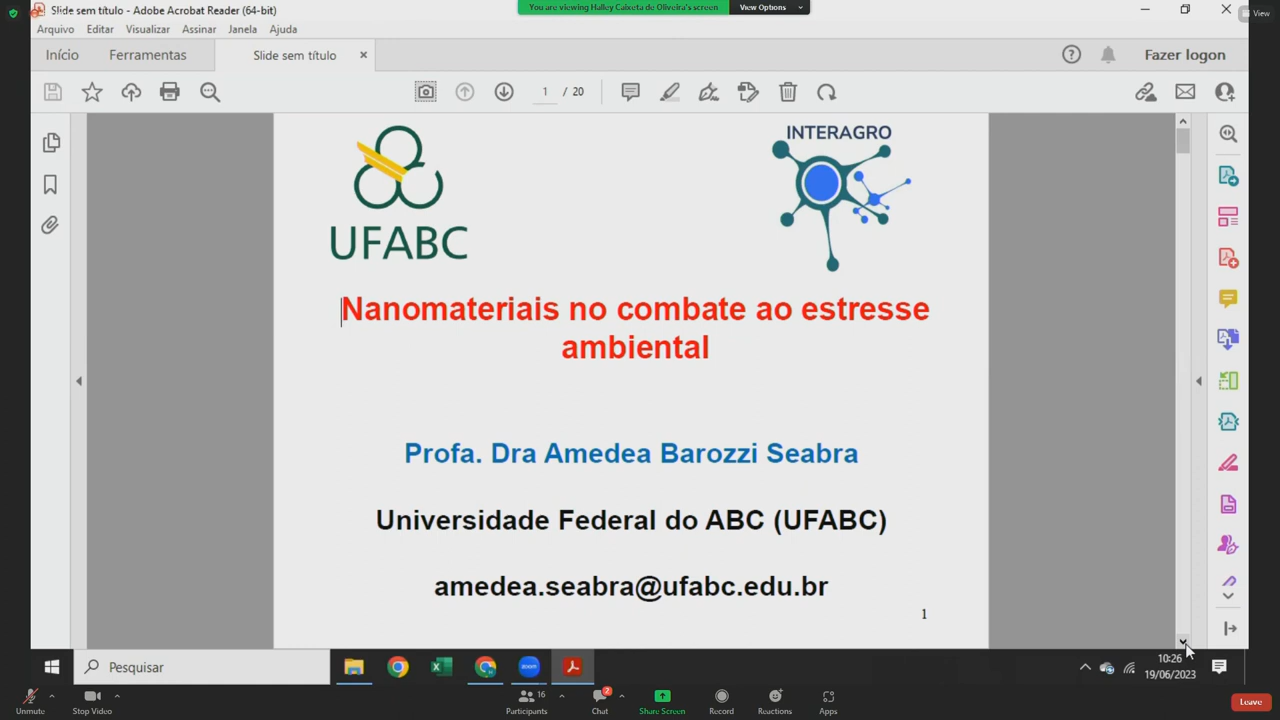 Slide sem título - Adobe Acrobat Reader (64-bit)
You are viewing Halley Caixeta de Oliveira's screen
View Options
View
Arquivo Editar Visualizar Assinar Janela Ajuda
Início Ferramentas Slide sem título
Fazer logon
1 / 20
UFABC
INTERAGRO
Nanomateriais no combate ao estresse
ambiental
Profa. Dra Amedea Barozzi Seabra
Universidade Federal do ABC (UFABC)
amedea.seabra@ufabc.edu.br
1
Pesquisar
zoom
10:26
19/06/2023
16
2
Unmute Stop Video Participants Chat Share Screen Record Reactions Apps Leave